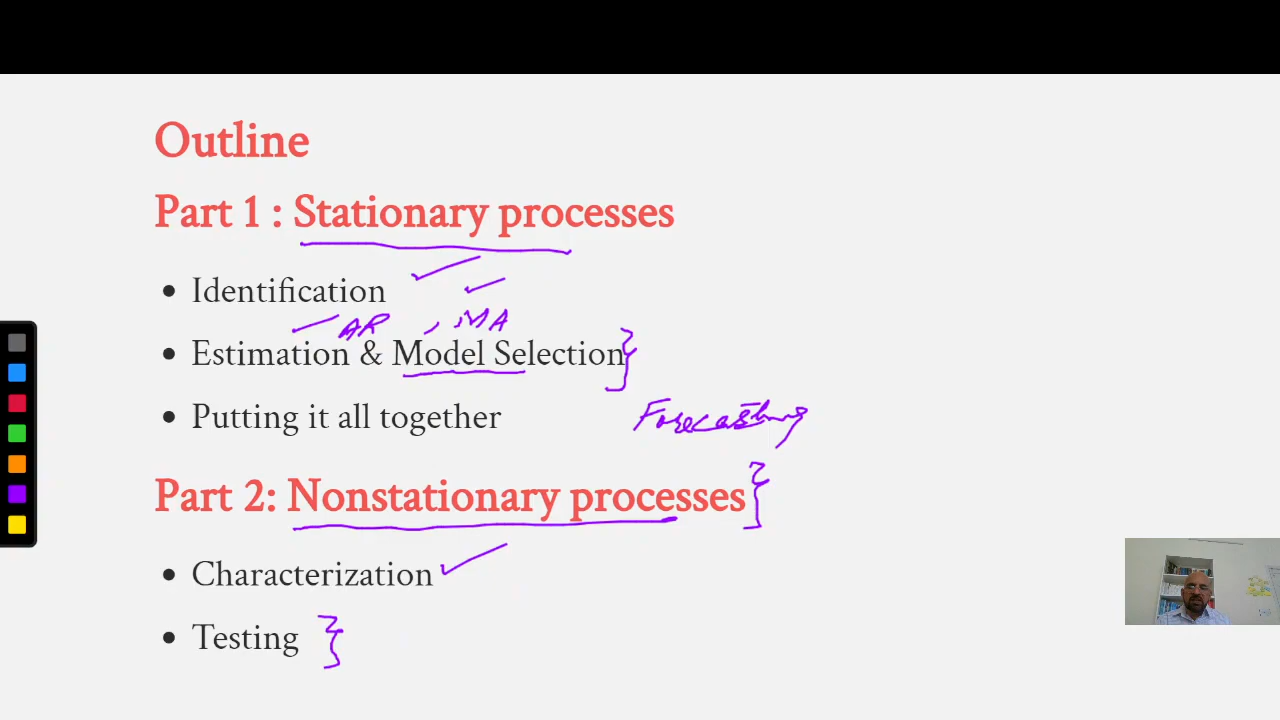 Outline
Part 1 : Stationary processes
• Identification
AR , MA
• Estimation & Model Selection
• Putting it all together
Forecasting
Part 2: Nonstationary processes
• Characterization
• Testing